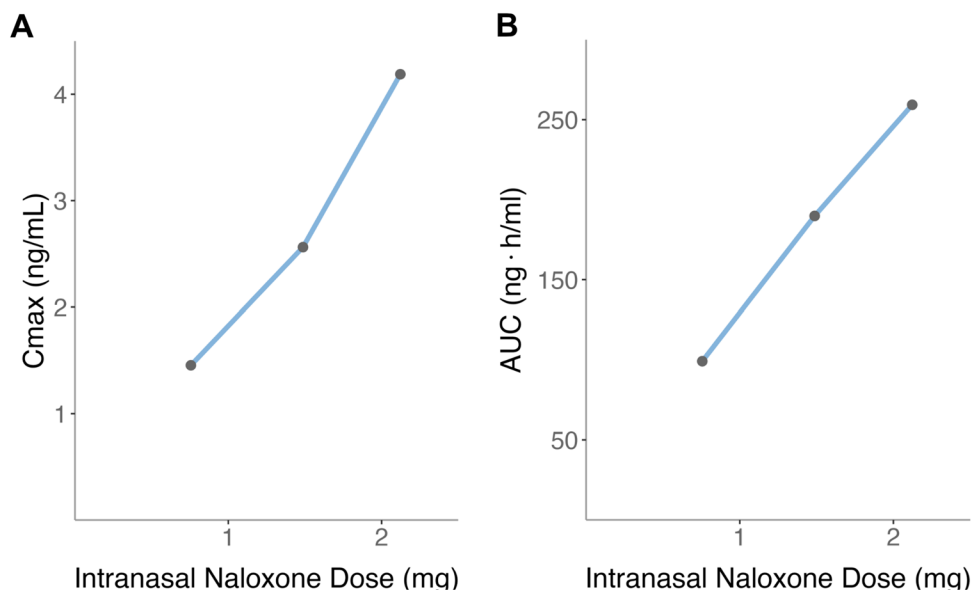 A
Cmax (ng/mL)
4
3
2
1
1 2
Intranasal Naloxone Dose (mg)
B
AUC (ng · h/ml)
250
150
50
1 2
Intranasal Naloxone Dose (mg)